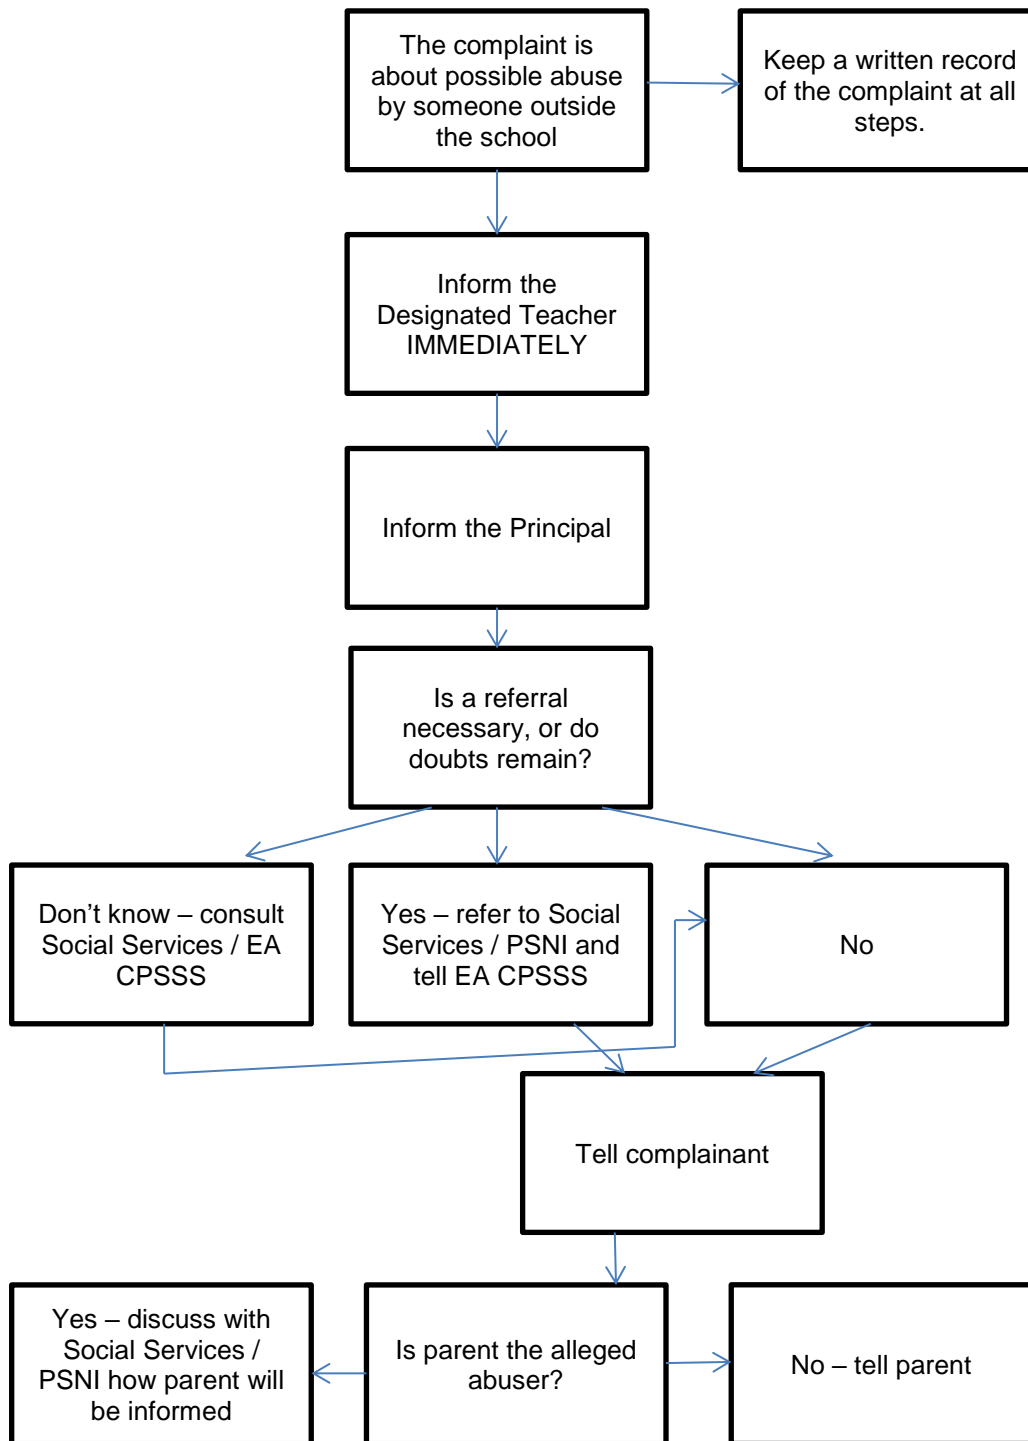 The complaint is
about possible abuse
by someone outside
the school
Keep a written record
of the complaint at all
steps.
Inform the
Designated Teacher
IMMEDIATELY
Inform the Principal
Is a referral
necessary, or do
doubts remain?
Don’t know – consult
Social Services / EA
CPSSS
Yes – refer to Social
Services / PSNI and
tell EA CPSSS
No
Tell complainant
Yes – discuss with
Social Services /
PSNI how parent will
be informed
Is parent the alleged
abuser?
No – tell parent